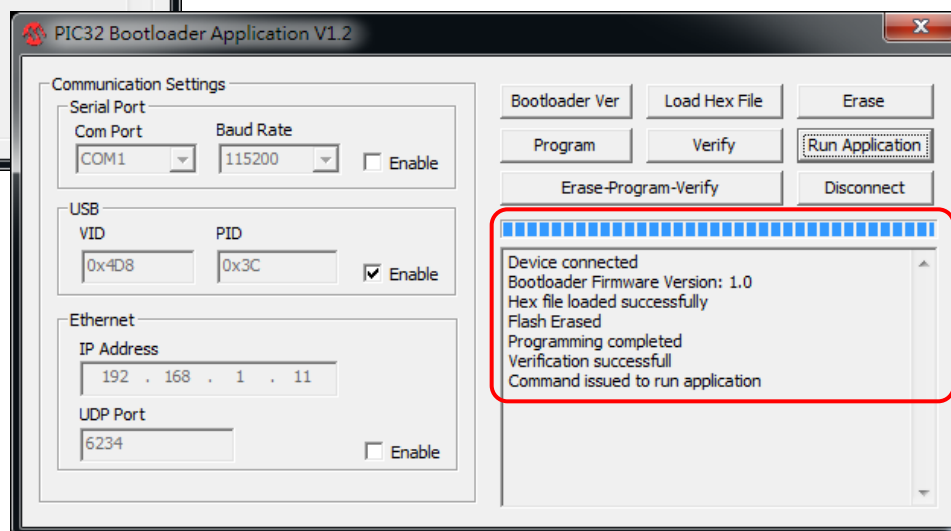 PIC32 Bootloader Application V1.2
x
Communication Settings
Serial Port
Com Port Baud Rate
COM1 115200 Enable
USB
VID PID
0x4D8 0x3C Enable
Ethernet
IP Address
192 . 168 . 1 . 11
UDP Port
6234 Enable
Bootloader Ver Load Hex File Erase
Program Verify Run Application
Erase-Program-Verify Disconnect
Device connected
Bootloader Firmware Version: 1.0
Hex file loaded successfully
Flash Erased
Programming completed
Verification successfull
Command issued to run application